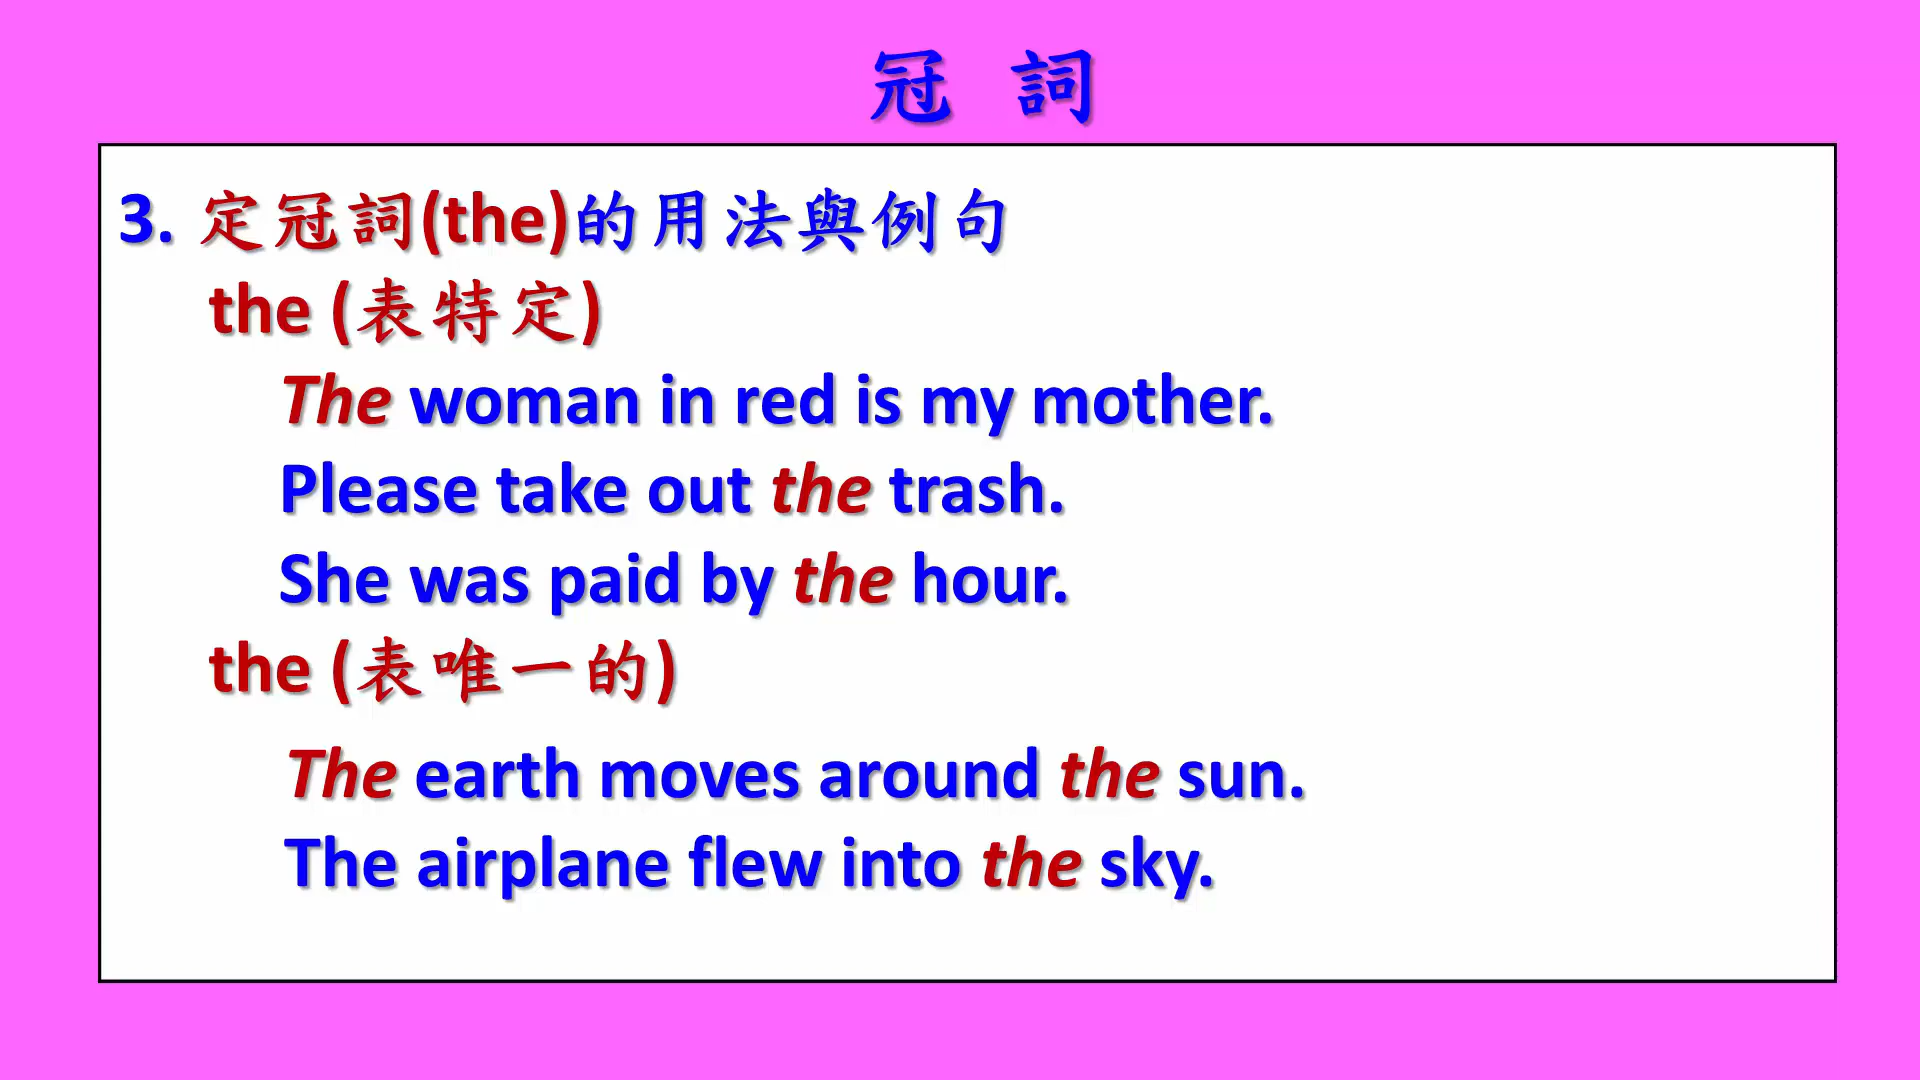 冠 詞
3. 定冠詞(the)的用法與例句
the (表特定)
The woman in red is my mother.
Please take out the trash.
She was paid by the hour.
the (表唯一的)
The earth moves around the sun.
The airplane flew into the sky.